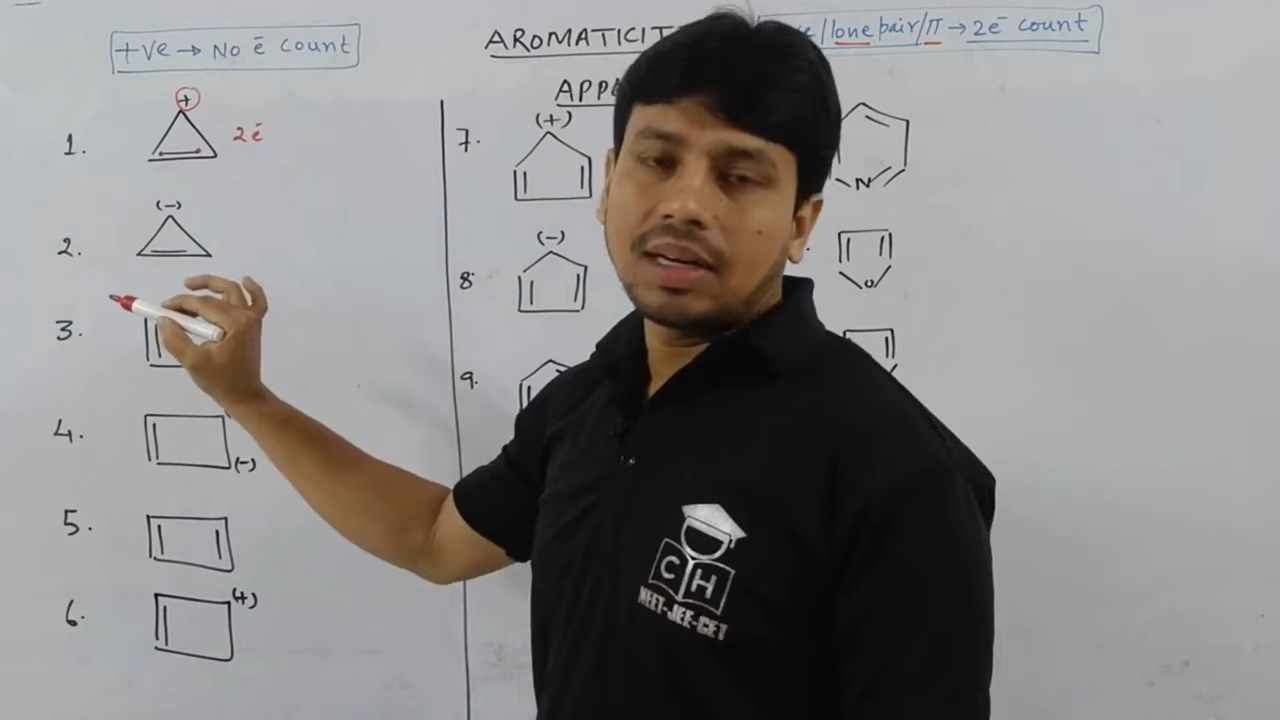 +ve → No ē count
AROMATICIT
/lone pair/π → 2ē count
APP
1.
+
2ē
2.
(-)
3.
4.
(-)
5.
6.
(+)
7.
(+)
8.
(-)
9.
N
O
C H
NEET-JEE-CET